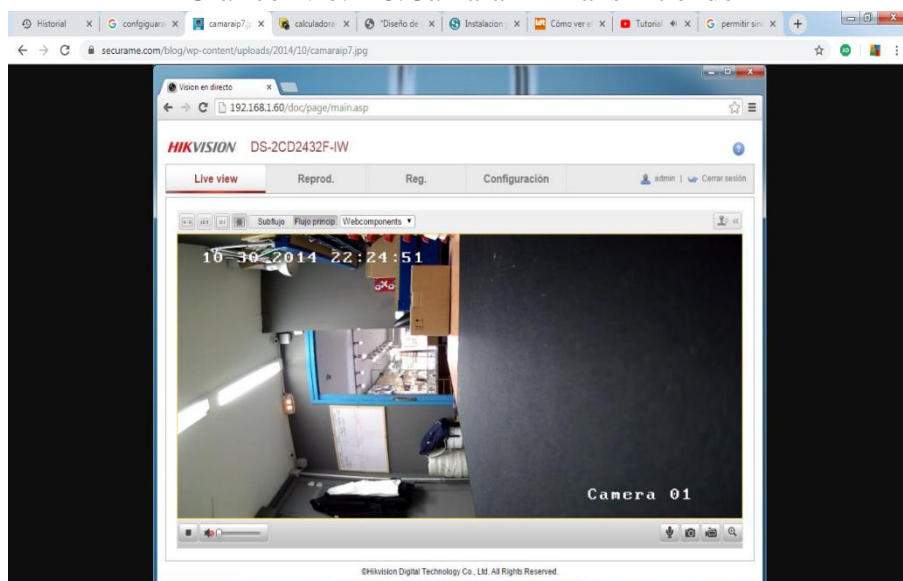 Historial
confgiguara
camaraip7.jp
calculadora
"Diseño de
Instalacion y
Cómo ver el
Tutorial
permitir sin
securame.com/blog/wp-content/uploads/2014/10/camaraip7.jpg
Vision en directo
192.168.1.60/doc/page/main.asp
HIKVISION DS-2CD2432F-IW
Live view Reprod. Reg. Configuración admin | Cerrar sesión
Subflujo Flujo princip Webcomponents
10-30-2014 22:24:51
Camera 01
©Hikvision Digital Technology Co., Ltd. All Rights Reserved.